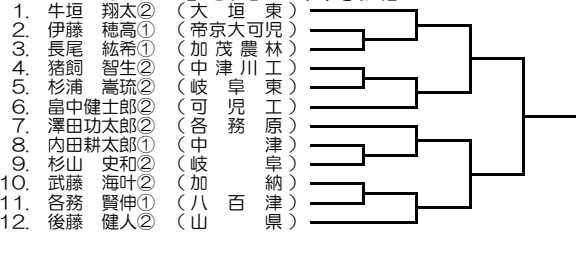 1. 牛垣 翔太② （大垣東）
2. 伊藤 穂高① （帝京大可児）
3. 長尾 紘希① （加茂農林）
4. 猪飼 智生② （中津川工）
5. 杉浦 嵩琉② （岐阜東）
6. 畠中健士郎② （可児工）
7. 澤田功太郎② （各務原）
8. 内田耕太郎① （中津）
9. 杉山 史和② （岐阜）
10. 武藤 海叶② （加納）
11. 各務 賢伸① （八百津）
12. 後藤 健人② （山県）